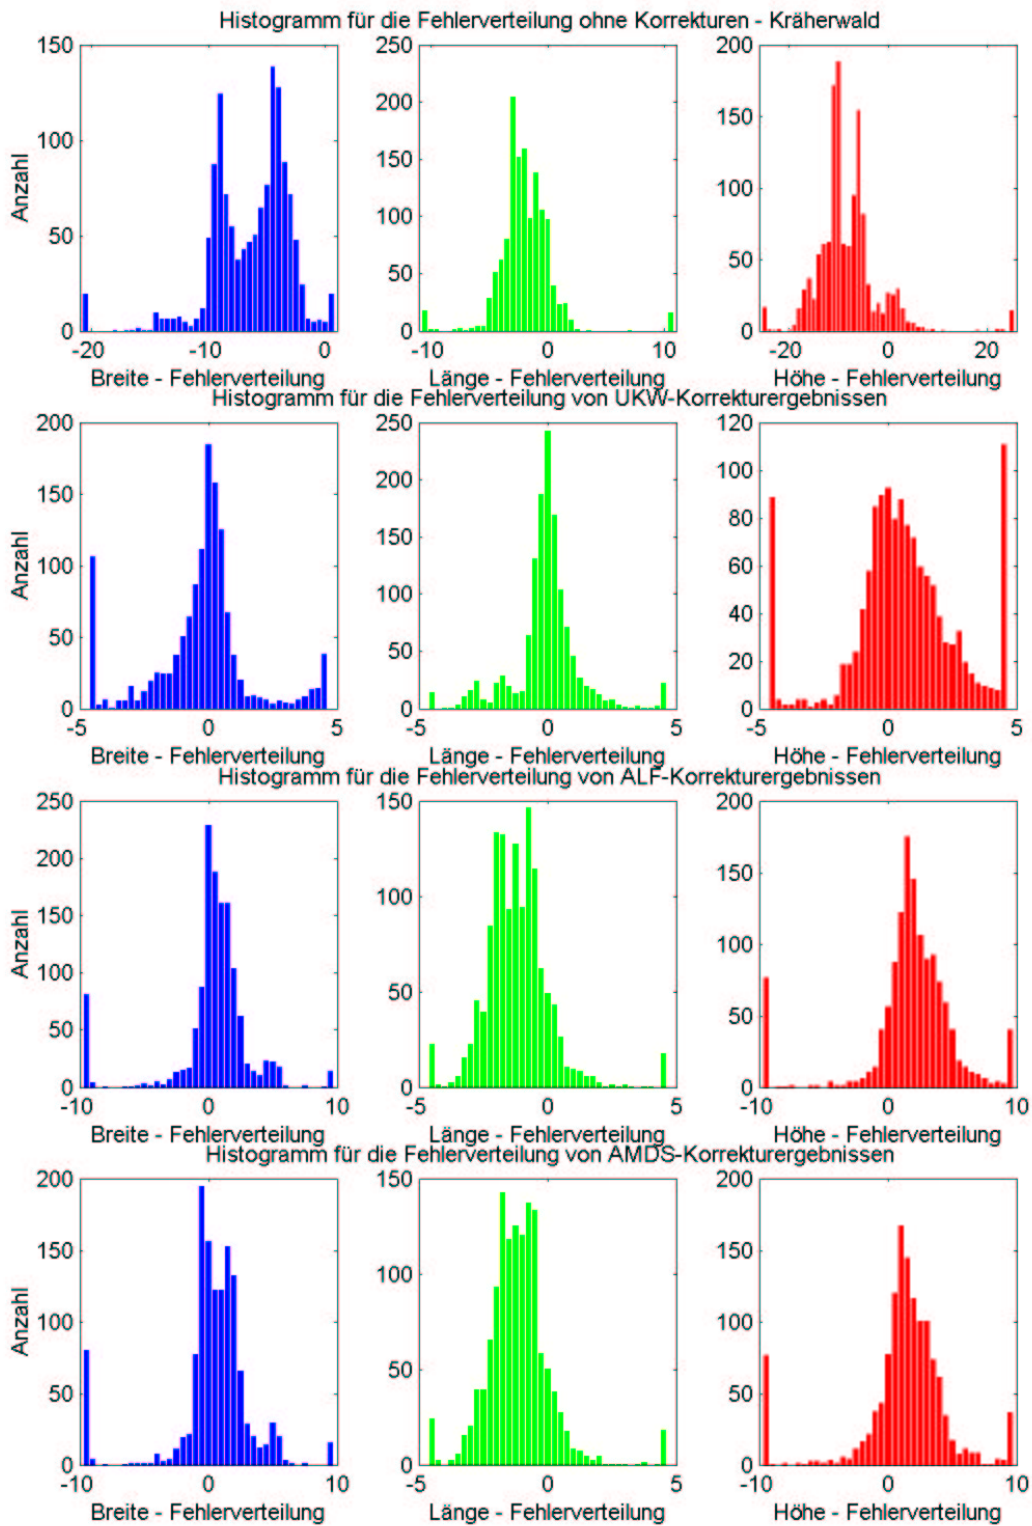 Histogramm für die Fehlerverteilung ohne Korrekturen - Kräherwald
150 250 200
100 200 150
50 150 100
0 100 50
50 0
0
-20 -10 0 -10 0 10 -20 0 20
Anzahl
Breite - Fehlerverteilung Länge - Fehlerverteilung Höhe - Fehlerverteilung
Histogramm für die Fehlerverteilung von UKW-Korrekturergebnissen
200 250 120
150 200 100
100 150 80
50 100 60
0 50 40
0 20
0
-5 0 5 -5 0 5 -5 0 5
Anzahl
Breite - Fehlerverteilung Länge - Fehlerverteilung Höhe - Fehlerverteilung
Histogramm für die Fehlerverteilung von ALF-Korrekturergebnissen
250 150 200
200 100 150
150 50 100
100 0 50
50 0
0
-10 0 10 -5 0 5 -10 0 10
Anzahl
Breite - Fehlerverteilung Länge - Fehlerverteilung Höhe - Fehlerverteilung
Histogramm für die Fehlerverteilung von AMDS-Korrekturergebnissen
200 150 200
150 100 150
100 50 100
50 0 50
0 0
-10 0 10 -5 0 5 -10 0 10
Anzahl
Breite - Fehlerverteilung Länge - Fehlerverteilung Höhe - Fehlerverteilung